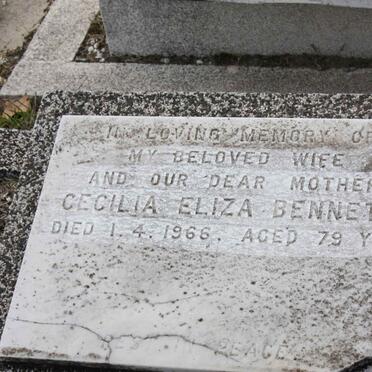 IN LOVING MEMORY OF
MY BELOVED WIFE
AND OUR DEAR MOTHER
CECILIA ELIZA BENNET
DIED 1. 4. 1966. AGED 79 Y
PEACE